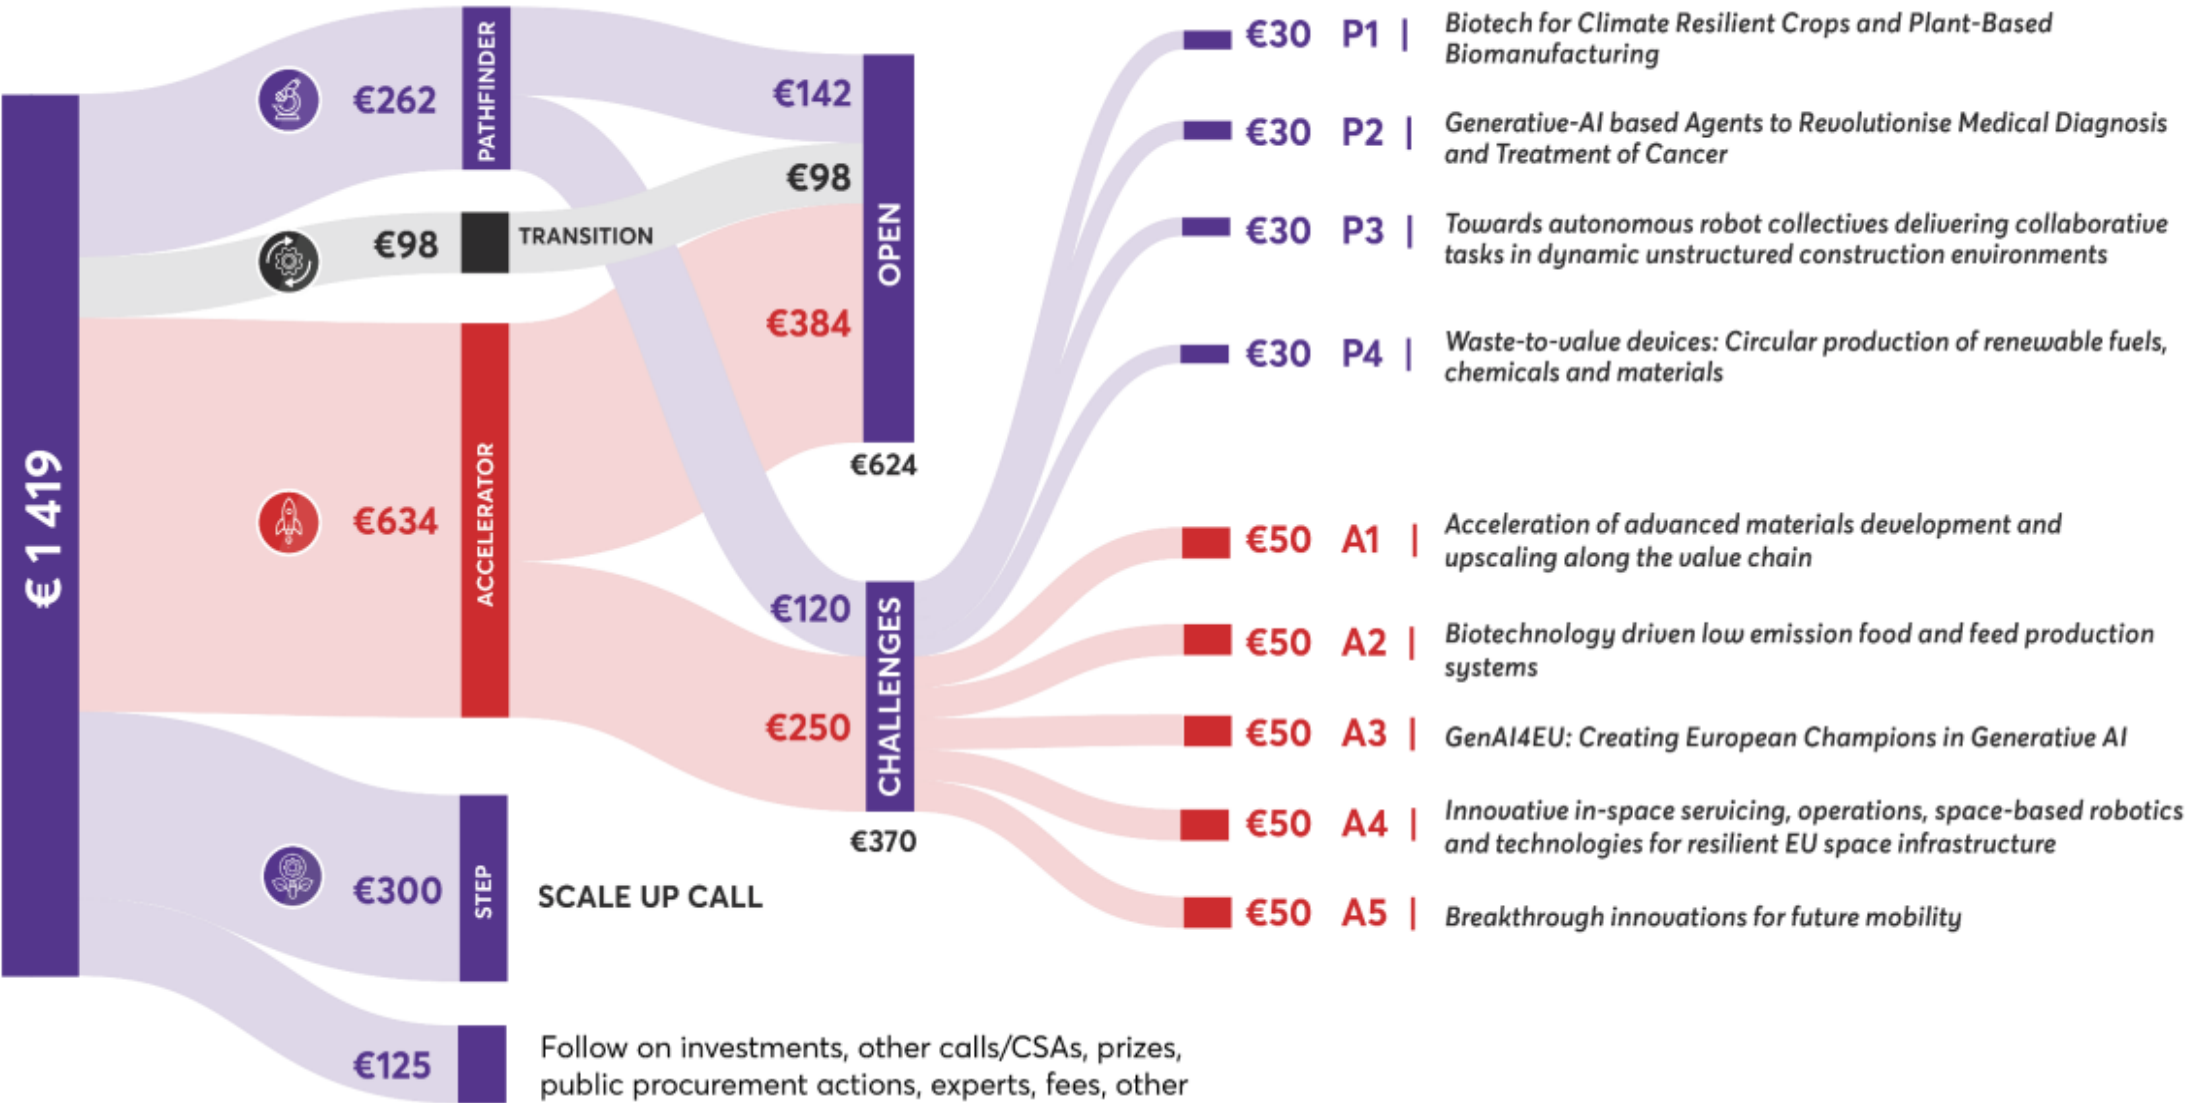 € 1 419
€262
PATHFINDER
€98
TRANSITION
€634
ACCELERATOR
€300
STEP
SCALE UP CALL
€125
Follow on investments, other calls/CSAs, prizes,
public procurement actions, experts, fees, other
€142
€98
€384
OPEN
€624
€120
€250
CHALLENGES
€370
€30 P1 | Biotech for Climate Resilient Crops and Plant-Based
Biomanufacturing
€30 P2 | Generative-AI based Agents to Revolutionise Medical Diagnosis
and Treatment of Cancer
€30 P3 | Towards autonomous robot collectives delivering collaborative
tasks in dynamic unstructured construction environments
€30 P4 | Waste-to-value devices: Circular production of renewable fuels,
chemicals and materials
€50 A1 | Acceleration of advanced materials development and
upscaling along the value chain
€50 A2 | Biotechnology driven low emission food and feed production
systems
€50 A3 | GenAI4EU: Creating European Champions in Generative AI
€50 A4 | Innovative in-space servicing, operations, space-based robotics
and technologies for resilient EU space infrastructure
€50 A5 | Breakthrough innovations for future mobility